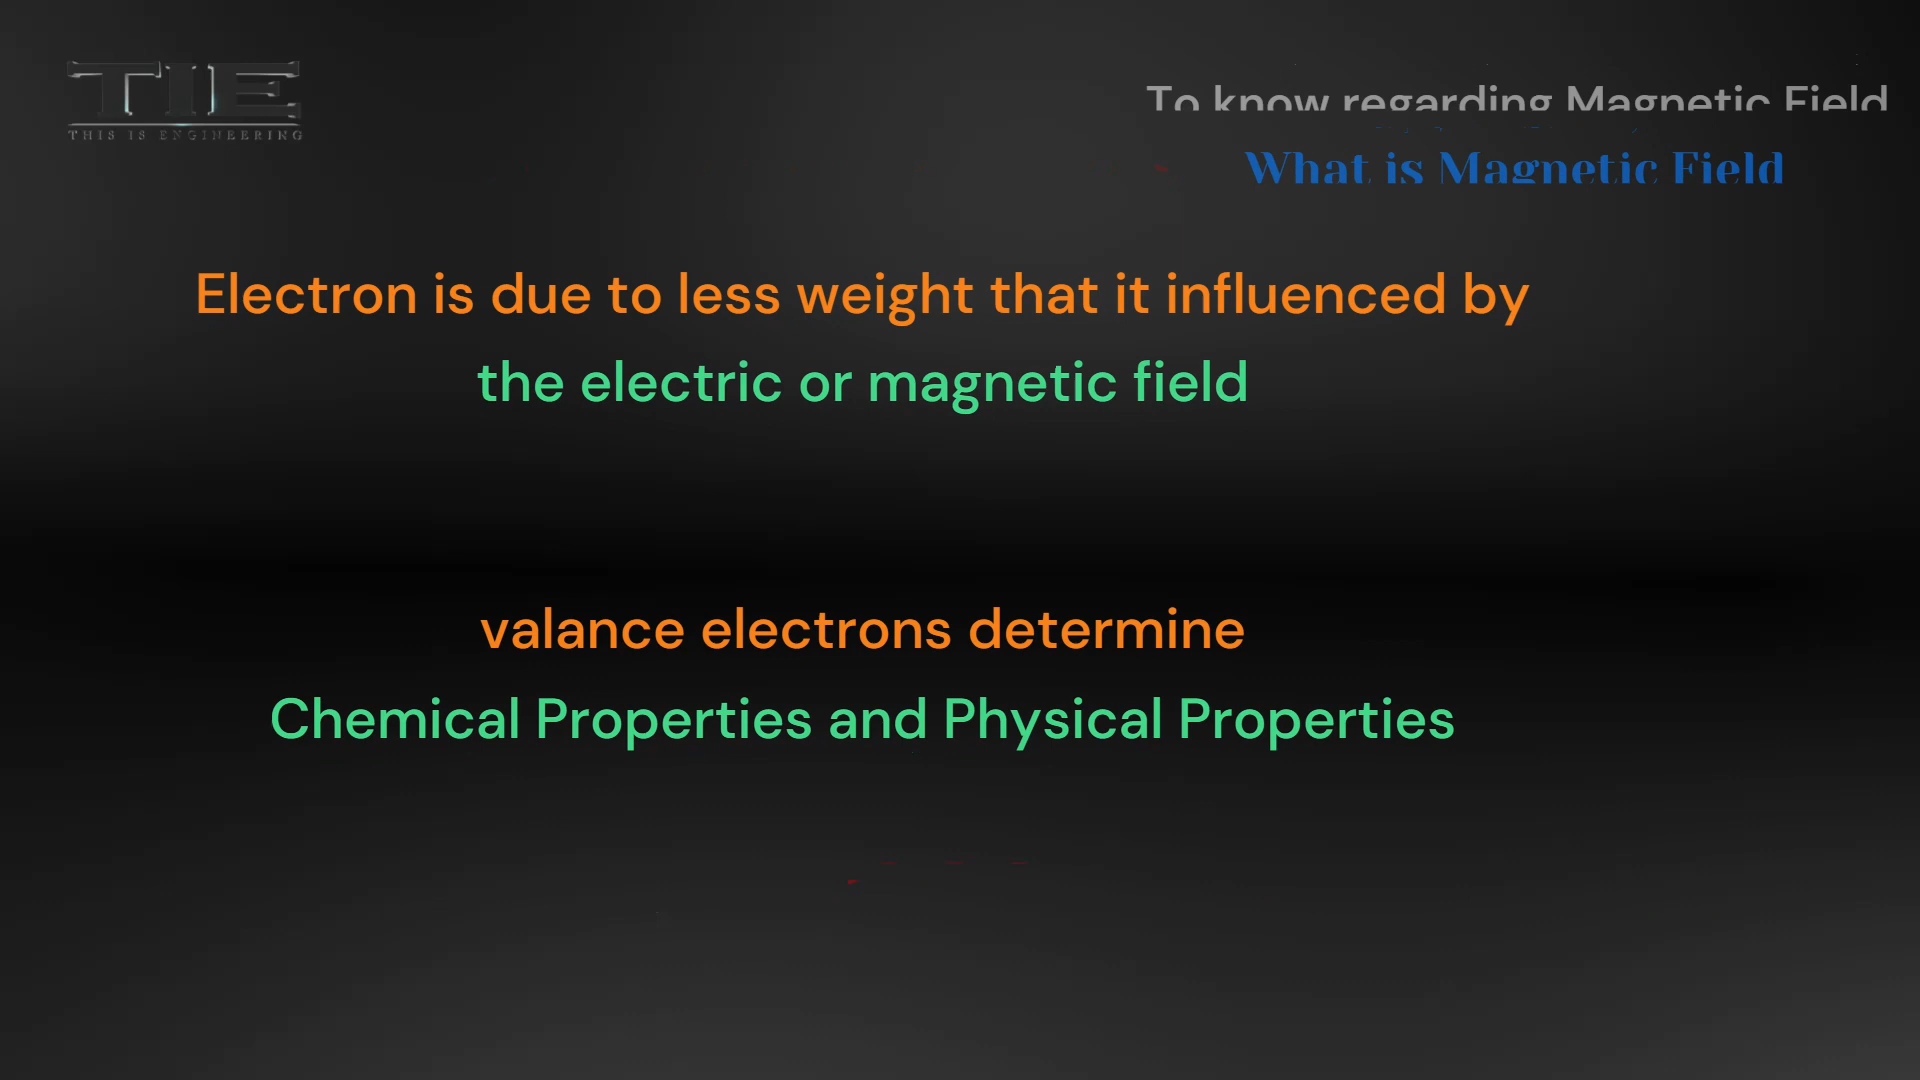 TIE
THIS IS ENGINEERING
To know regarding Magnetic Field
What is Magnetic Field
Electron is due to less weight that it influenced by
the electric or magnetic field
valance electrons determine
Chemical Properties and Physical Properties